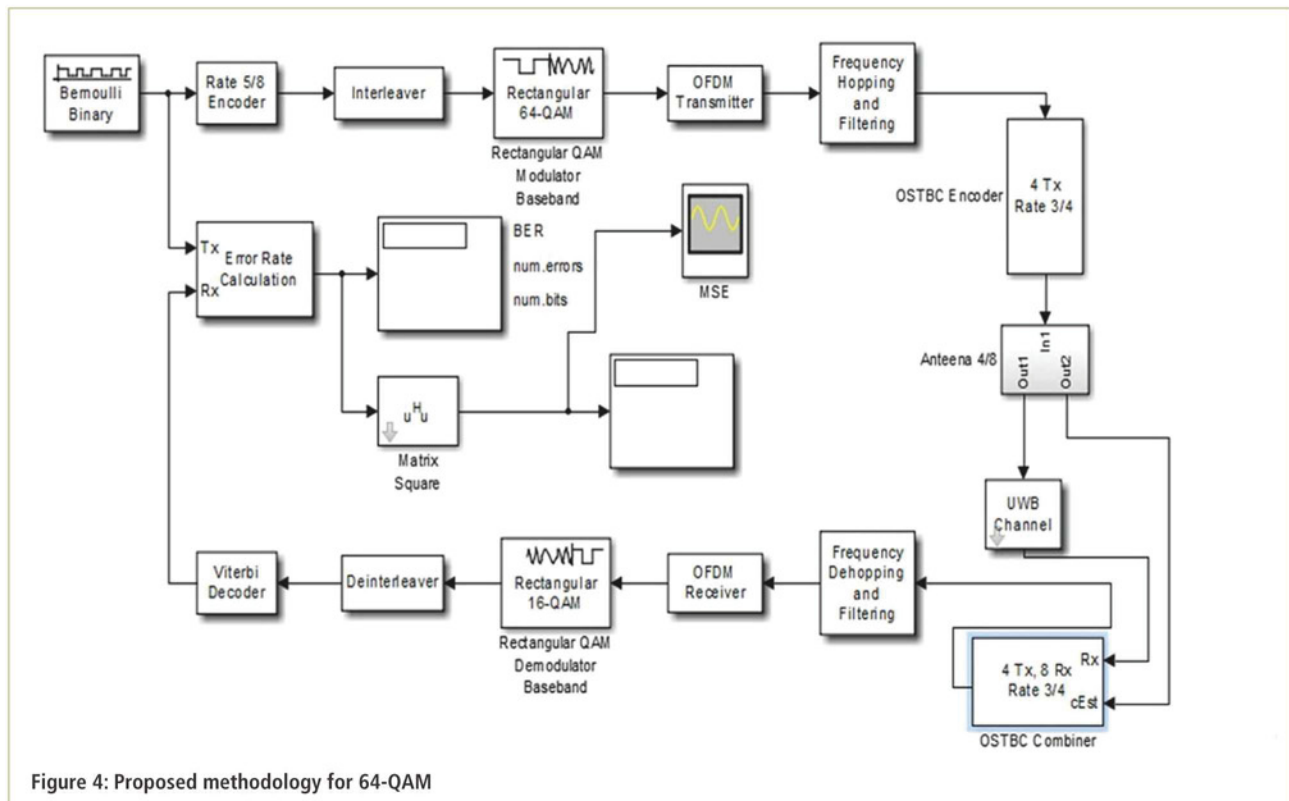 Bernoulli
Binary
Rate 5/8
Encoder
Interleaver
Rectangular
64-QAM
Rectangular QAM
Modulator
Baseband
OFDM
Transmitter
Frequency
Hopping
and
Filtering
OSTBC Encoder
4 Tx
Rate 3/4
Tx
Rx
Error Rate
Calculation
BER
num.errors
num.bits
MSE
Anteena 4/8
In1
Out1
Out2
uHu
Matrix
Square
UWB
Channel
Viterbi
Decoder
Deinterleaver
Rectangular
16-QAM
Rectangular QAM
Demodulator
Baseband
OFDM
Receiver
Frequency
Dehopping
and
Filtering
4 Tx, 8 Rx
Rate 3/4
Rx
cEst
OSTBC Combiner
Figure 4: Proposed methodology for 64-QAM